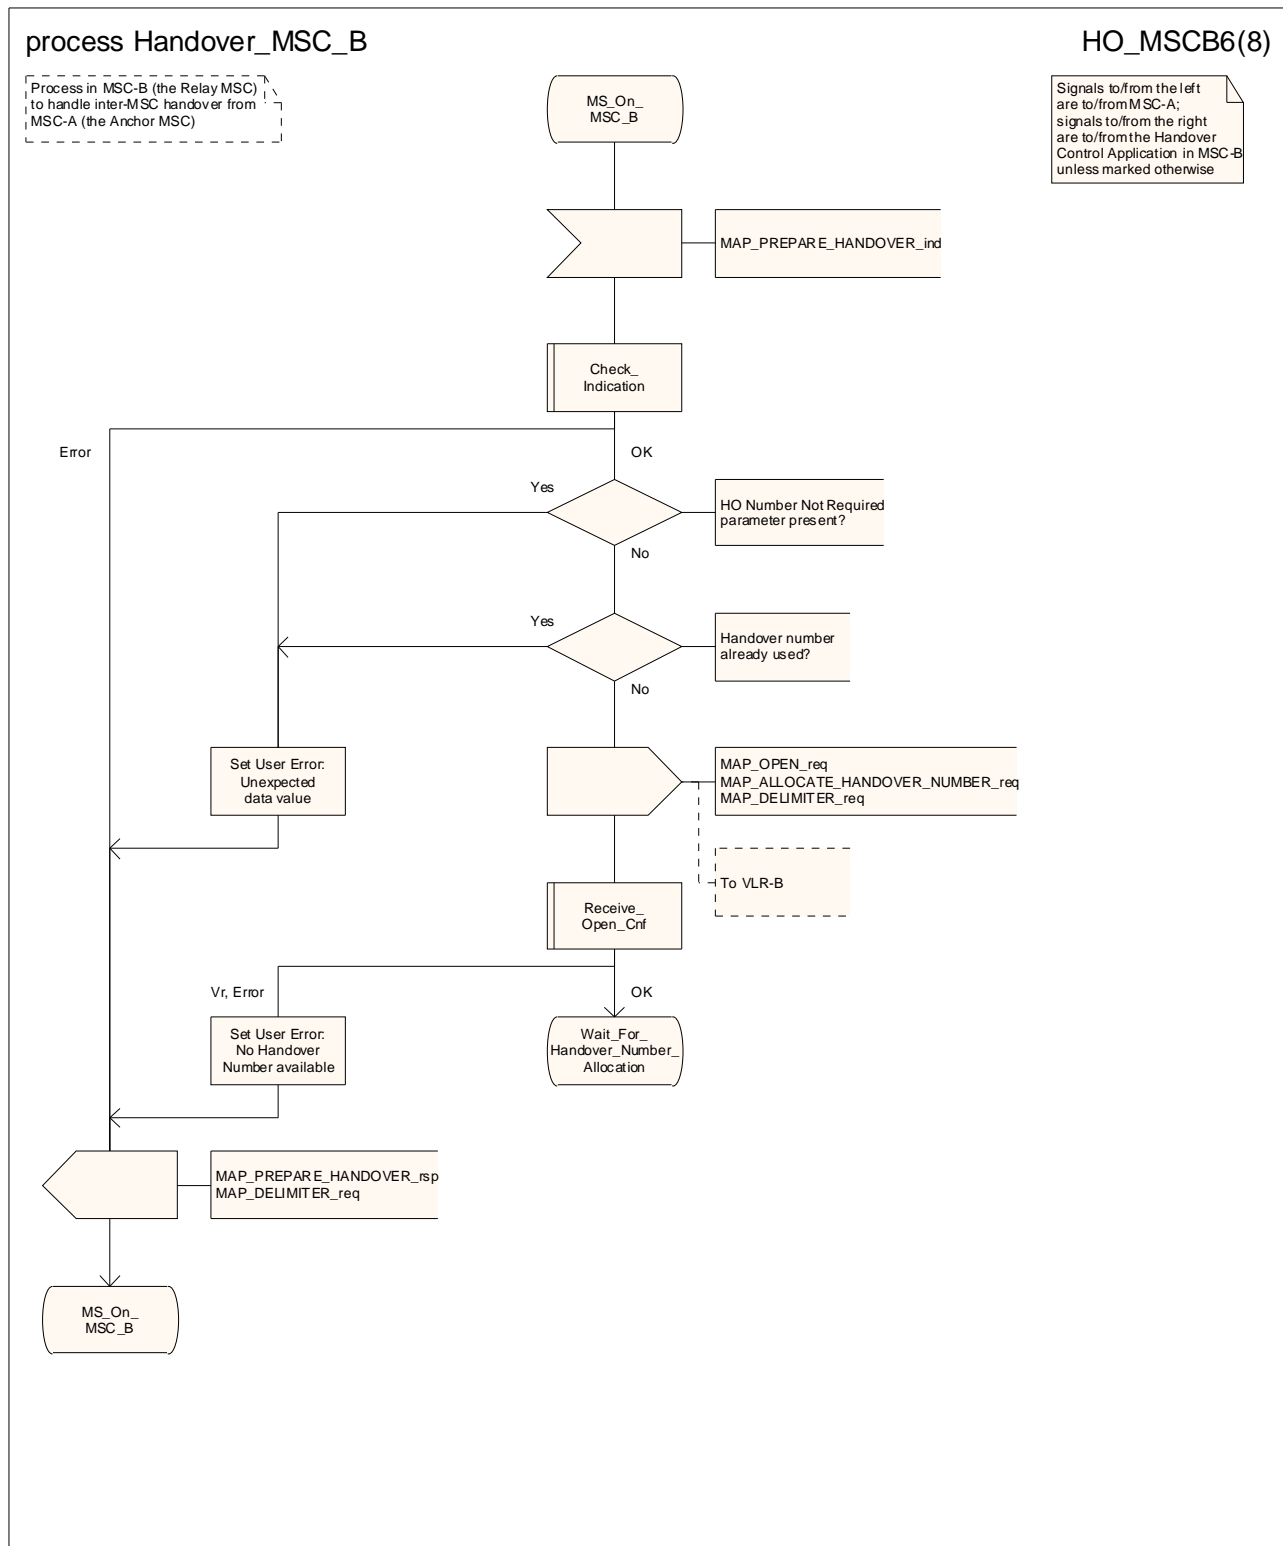 process Handover_MSC_B
HO_MSCB6(8)
Process in MSC-B (the Relay MSC)
to handle inter-MSC handover from
MSC-A (the Anchor MSC)
MS_On_
MSC_B
Signals to/from the left
are to/from MSC-A;
signals to/from the right
are to/from the Handover
Control Application in MSC-B
unless marked otherwise
MAP_PREPARE_HANDOVER_ind
Check_
Indication
Error
OK
Yes
HO Number Not Required
parameter present?
No
Yes
Handover number
already used?
No
Set User Error:
Unexpected
data value
MAP_OPEN_req
MAP_ALLOCATE_HANDOVER_NUMBER_req
MAP_DELIMITER_req
To VLR-B
Receive_
Open_Cnf
Vr, Error
OK
Set User Error:
No Handover
Number available
Wait_For_
Handover_Number_
Allocation
MAP_PREPARE_HANDOVER_rsp
MAP_DELIMITER_req
MS_On_
MSC_B